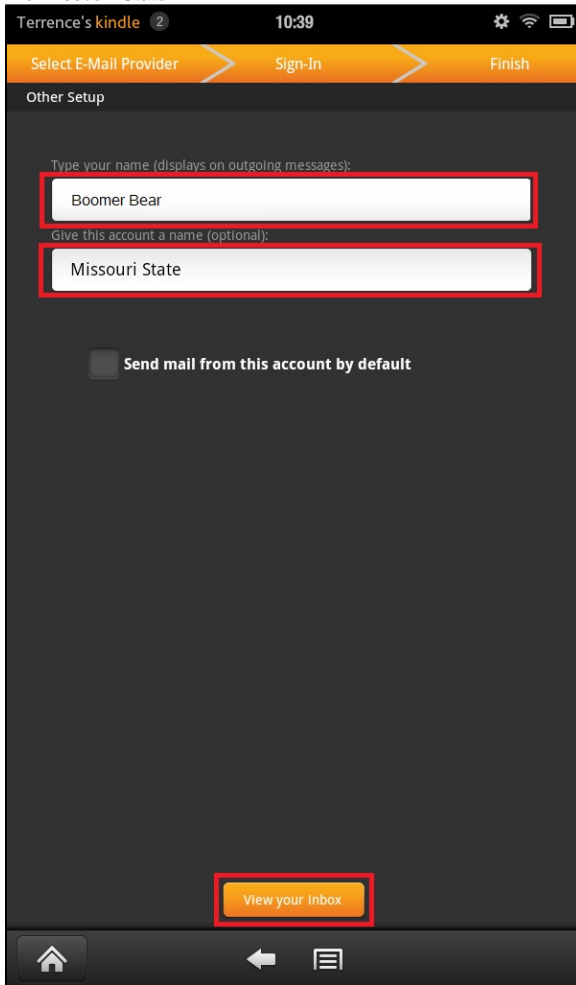 Terrence's kindle 2 10:39
Select E-Mail Provider Sign-In Finish
Other Setup
Type your name (displays on outgoing messages):
Boomer Bear
Give this account a name (optional):
Missouri State
Send mail from this account by default
View your inbox